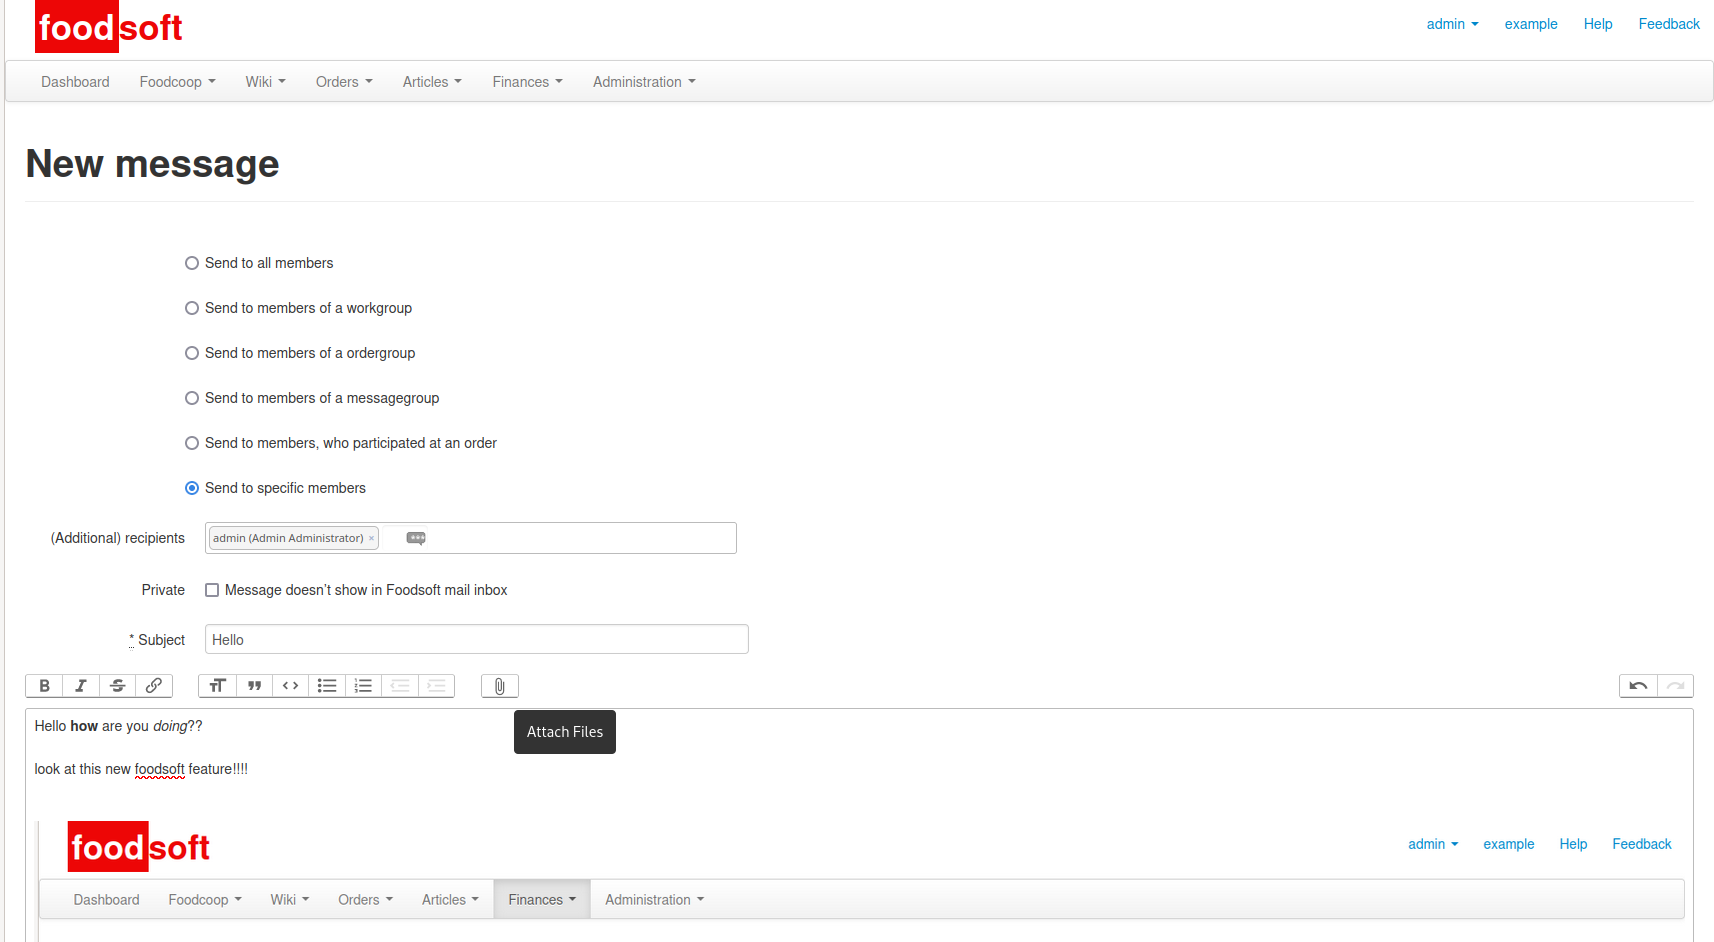 foodsoft
admin example Help Feedback
Dashboard Foodcoop Wiki Orders Articles Finances Administration
New message
Send to all members
Send to members of a workgroup
Send to members of a ordergroup
Send to members of a messagegroup
Send to members, who participated at an order
Send to specific members
(Additional) recipients admin (Admin Administrator) ×
Private Message doesn't show in Foodsoft mail inbox
* Subject Hello
Hello how are you doing??
Attach Files
look at this new foodsoft feature!!!!
foodsoft
admin example Help Feedback
Dashboard Foodcoop Wiki Orders Articles Finances Administration